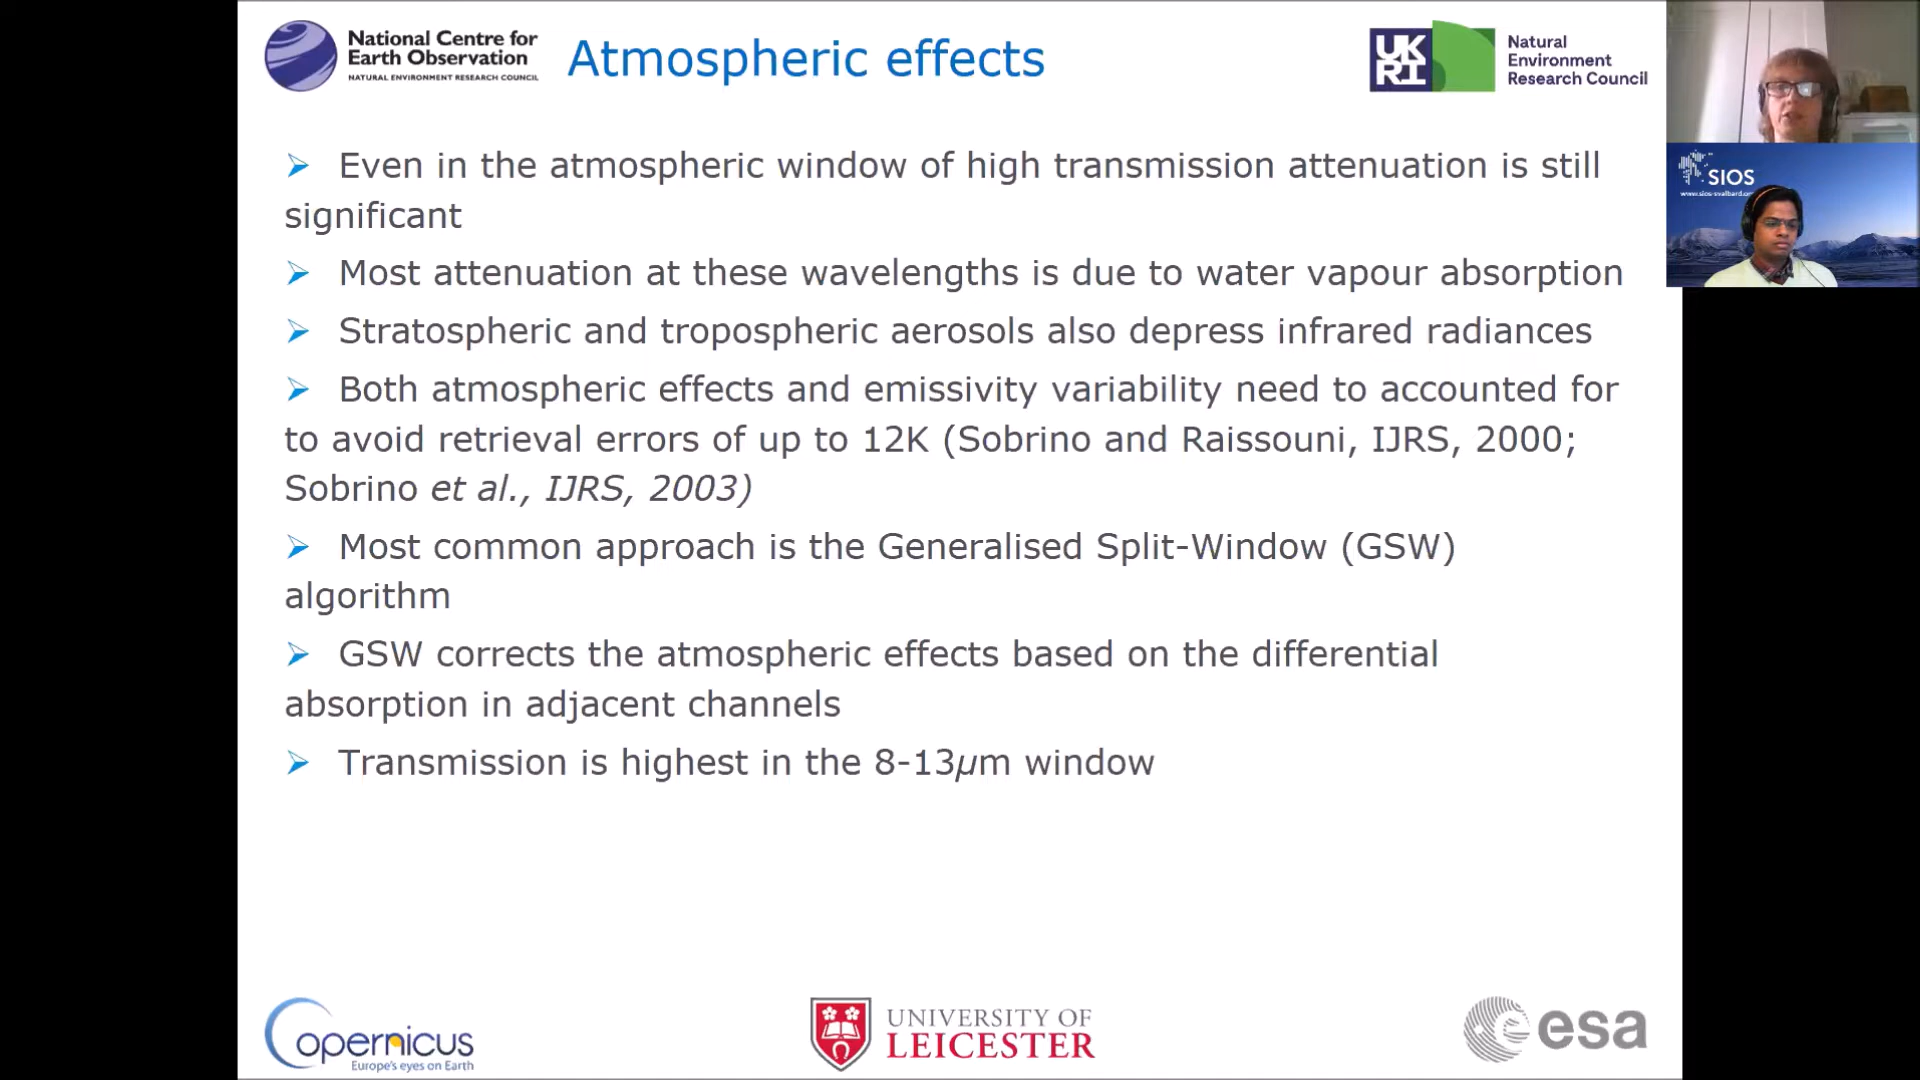 National Centre for
Earth Observation
NATURAL ENVIRONMENT RESEARCH COUNCIL
Atmospheric effects
UK
RI
Natural
Environment
Research Council
SIOS
➢ Even in the atmospheric window of high transmission attenuation is still
significant
➢ Most attenuation at these wavelengths is due to water vapour absorption
➢ Stratospheric and tropospheric aerosols also depress infrared radiances
➢ Both atmospheric effects and emissivity variability need to accounted for
to avoid retrieval errors of up to 12K (Sobrino and Raissouni, IJRS, 2000;
Sobrino et al., IJRS, 2003)
➢ Most common approach is the Generalised Split-Window (GSW)
algorithm
➢ GSW corrects the atmospheric effects based on the differential
absorption in adjacent channels
➢ Transmission is highest in the 8-13µm window
Copernicus
Europe's eyes on Earth
UNIVERSITY OF
LEICESTER
esa